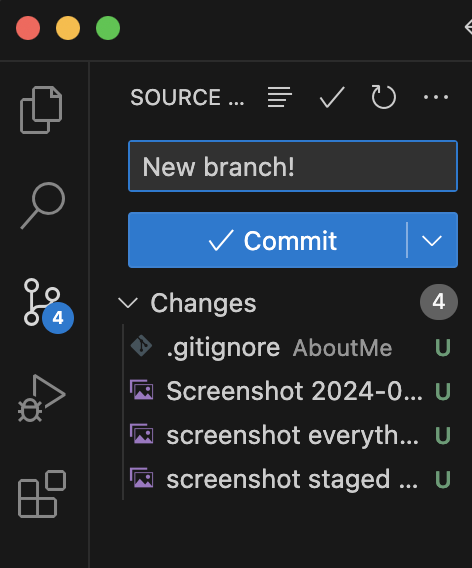 SOURCE ...
New branch!
Commit
4
Changes 4
.gitignore AboutMe U
Screenshot 2024-0... U
screenshot everyth... U
screenshot staged ... U